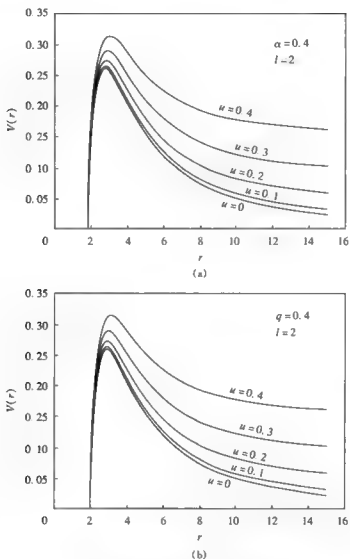 0.35
0.30
0.25
0 20
0 15
0 10
0.05
0
V(r)
α=0.4
l=2
u=0.4
u=0.3
u=0.2
u=0.1
u=0
2 4 6 8 10 12 14 16
r
(a)
0.35
0.30
0.25
0 20
0 15
0 10
0.05
0
V(r)
q=0.4
l=2
u=0.4
u=0.3
u=0.2
u=0.1
u=0
2 4 6 8 10 12 14 16
r
(b)